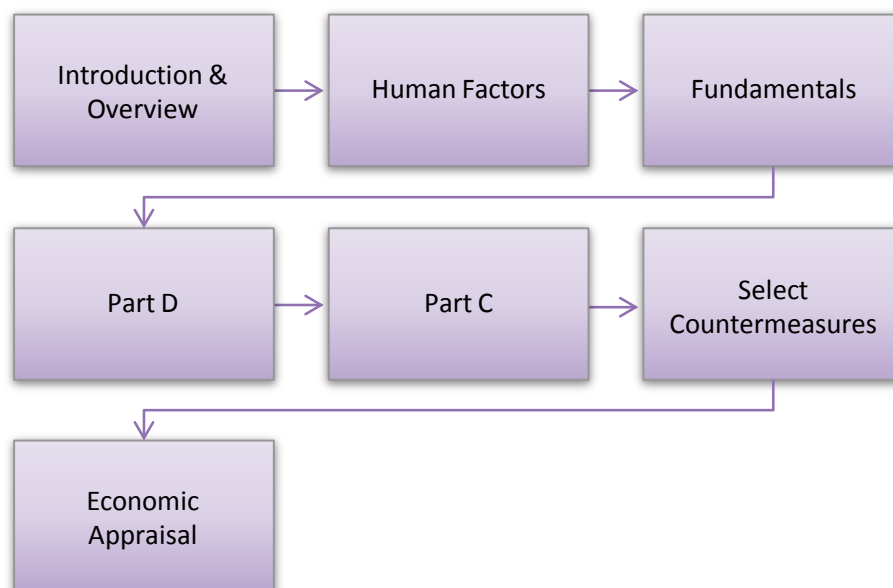 Introduction &
Overview
Human Factors
Fundamentals
Part D
Part C
Select
Countermeasures
Economic
Appraisal